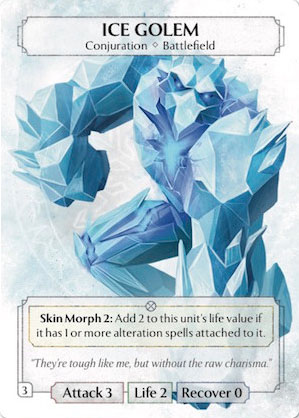 ICE GOLEM
Conjuration ◇ Battlefield
Skin Morph 2: Add 2 to this unit's life value if
it has 1 or more alteration spells attached to it.
"They're tough like me, but without the raw charisma."
3
Attack 3
Life 2
Recover 0